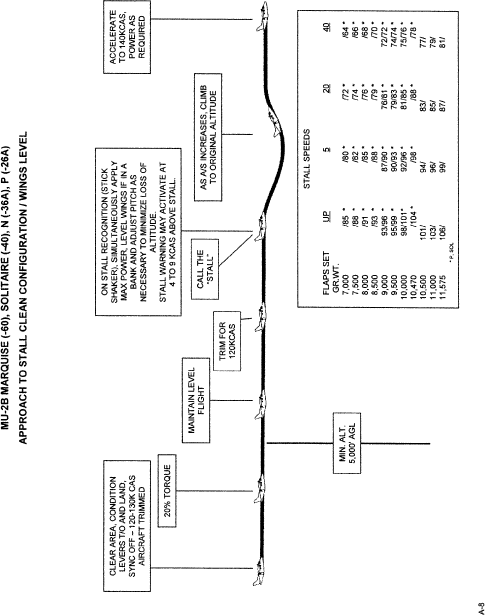 MU-2B MARQUISE (-60), SOLITAIRE (-40), N (-36A), P (-26A)
APPROACH TO STALL CLEAN CONFIGURATION / WINGS LEVEL
CLEAR AREA, CONDITION
LEVERS T/O AND LAND,
SYNC OFF – 120-130K CAS
AIRCRAFT TRIMMED
20% TORQUE
MAINTAIN LEVEL
FLIGHT
TRIM FOR
120KCAS
CALL THE
"STALL"
ON STALL RECOGNITION (STICK
SHAKER), SIMULTANEOUSLY APPLY
MAX POWER, LEVEL WINGS IF IN A
BANK AND ADJUST PITCH AS
NECESSARY TO MINIMIZE LOSS OF
ALTITUDE.
STALL WARNING MAY ACTIVATE AT
4 TO 9 KCAS ABOVE STALL.
AS A/S INCREASES, CLIMB
TO ORIGINAL ALTITUDE
ACCELERATE
TO 140KCAS,
POWER AS
REQUIRED
MIN. ALT.
5,000' AGL
STALL SPEEDS
FLAPS SET UP 5 20 40
GR.WT.
7,000 /85 * /80 * /72 * /64 *
7,500 /88 * /82 * /74 * /66 *
8,000 /91 /85 /76 * /68 *
8,500 /93 /88 /79 * /70 *
9,000 93/96 87/90 * 76/81 * 72/72 *
9,500 95/99 * 90/93 * 79/83 * 74/74 *
10,000 98/101 * 92/96 81/85 * 75/76 *
10,470 /104 * /98 /88 * /78 *
10,500 101/ 94/ 83/ 77/
11,000 103/ 96/ 85/ 79/
11,575 106/ 99/ 87/ 81/
A-8